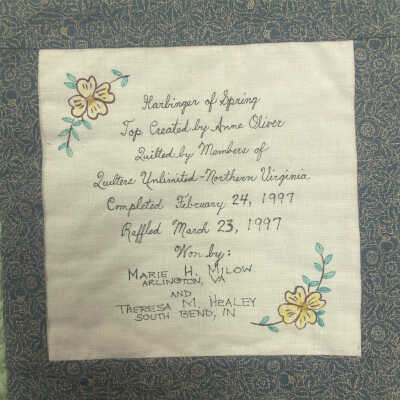 Harbinger of Spring
Top Created by Anne Oliver
Quilted by Members of
Quilters Unlimited-Northern Virginia
Completed February 24, 1997
Raffled March 23, 1997
Won by:
MARIE H. MILOW
ARLINGTON, VA
AND
THERESA M. HEALEY
SOUTH BEND, IN